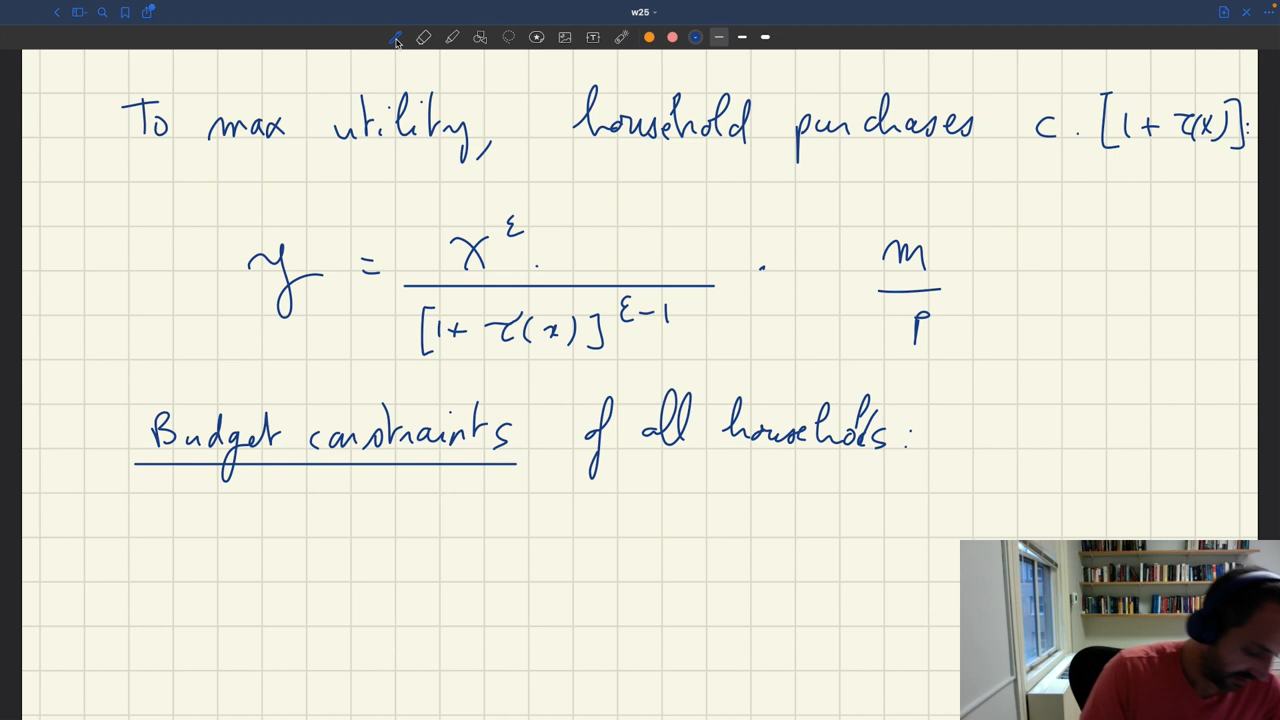 w25
To max utility, household purchases c . [1 + τ(x)]:
y = x^ε / [1 + τ(x)]^{ε-1} · m / p
Budget constraints of all households: